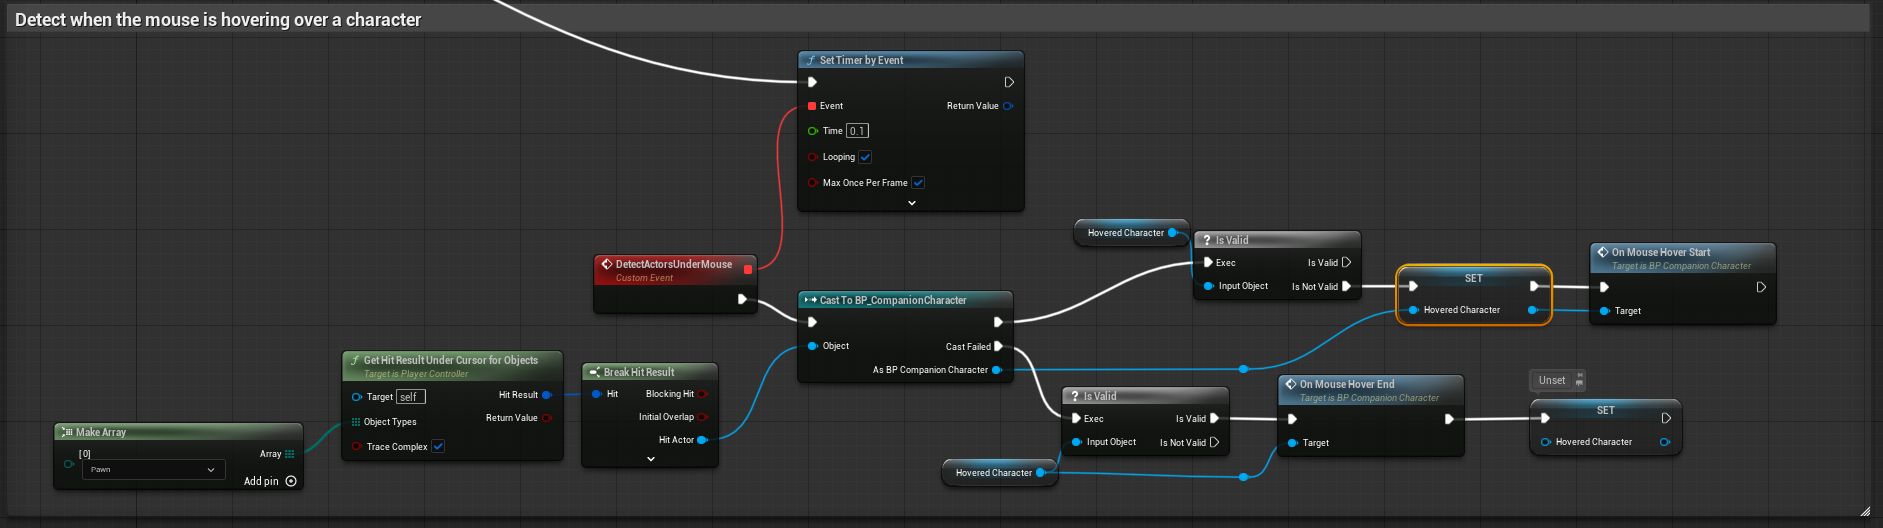 Detect when the mouse is hovering over a character
Set Timer by Event
Event
Return Value
Time 0.1
Looping
Max Once Per Frame
DetectActorsUnderMouse
Custom Event
Hovered Character
Is Valid
Exec
Is Valid
Input Object
Is Not Valid
SET
Hovered Character
On Mouse Hover Start
Target is BP Companion Character
Target
Cast To BP_CompanionCharacter
Object
Cast Failed
As BP Companion Character
Get Hit Result Under Cursor for Objects
Target is Player Controller
Target self
Hit Result
Return Value
Object Types
Trace Complex
Break Hit Result
Hit
Blocking Hit
Initial Overlap
Hit Actor
Make Array
[0]
Pawn
Array
Add pin
Is Valid
Exec
Is Valid
Input Object
Is Not Valid
Hovered Character
On Mouse Hover End
Target is BP Companion Character
Target
Unset
SET
Hovered Character